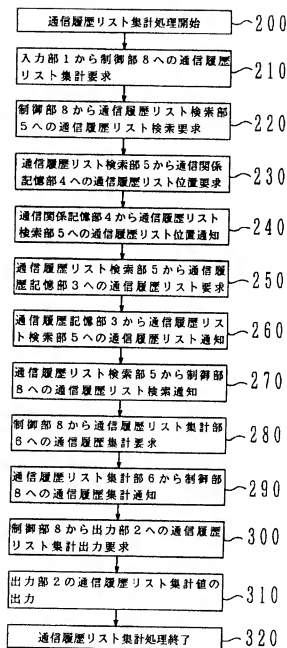 通信履歴リスト集計処理開始 200
入力部1から制御部8への通信履歴
リスト集計要求 210
制御部8から通信履歴リスト検索部
5への通信履歴リスト検索要求 220
通信履歴リスト検索部5から通信関係
記憶部4への通信履歴リスト位置要求 230
通信関係記憶部4から通信履歴リスト
検索部5への通信履歴リスト位置通知 240
通信履歴リスト検索部5から通信履
歴記憶部3への通信履歴リスト要求 250
通信履歴記憶部3から通信履歴リス
ト検索部5への通信履歴リスト通知 260
通信履歴リスト検索部5から制御部
8への通信履歴リスト検索通知 270
制御部8から通信履歴リスト集計部
6への通信履歴集計要求 280
通信履歴リスト集計部6から制御部
8への通信履歴集計通知 290
制御部8から出力部2への通信履歴
リスト集計出力要求 300
出力部2の通信履歴リスト集計値の
出力 310
通信履歴リスト集計処理終了 320